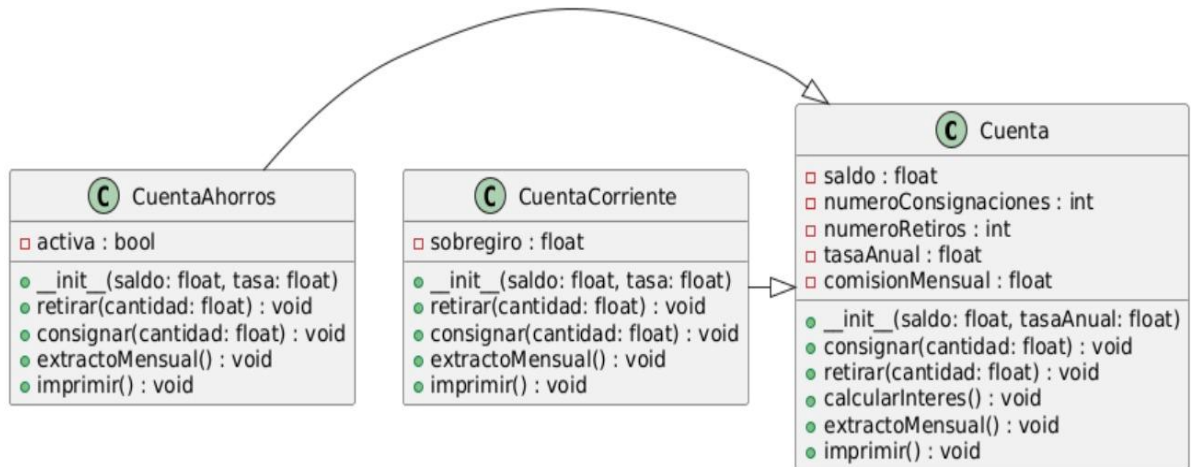 C CuentaAhorros
activa : bool
__init__(saldo: float, tasa: float)
retirar(cantidad: float) : void
consignar(cantidad: float) : void
extractoMensual() : void
imprimir() : void
C CuentaCorriente
sobregiro : float
__init__(saldo: float, tasa: float)
retirar(cantidad: float) : void
consignar(cantidad: float) : void
extractoMensual() : void
imprimir() : void
C Cuenta
saldo : float
numeroConsignaciones : int
numeroRetiros : int
tasaAnual : float
comisionMensual : float
__init__(saldo: float, tasaAnual: float)
consignar(cantidad: float) : void
retirar(cantidad: float) : void
calcularInteres() : void
extractoMensual() : void
imprimir() : void